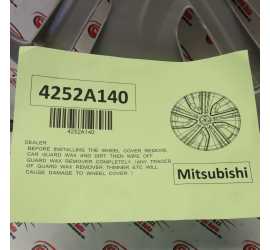 4252A140
4252A140
DEALER
BEFORE INSTALLING THE WHEEL COVER REMOVE
CAR GUARD WAX AND DIRT THEN WIPE OFF
GUARD WAX REMOVER COMPLETELY. (ANY TRACES
OF GUARD WAX REMOVER THINNER ETC WILL
CAUSE DAMAGE TO WHEEL COVER.)
Mitsubishi